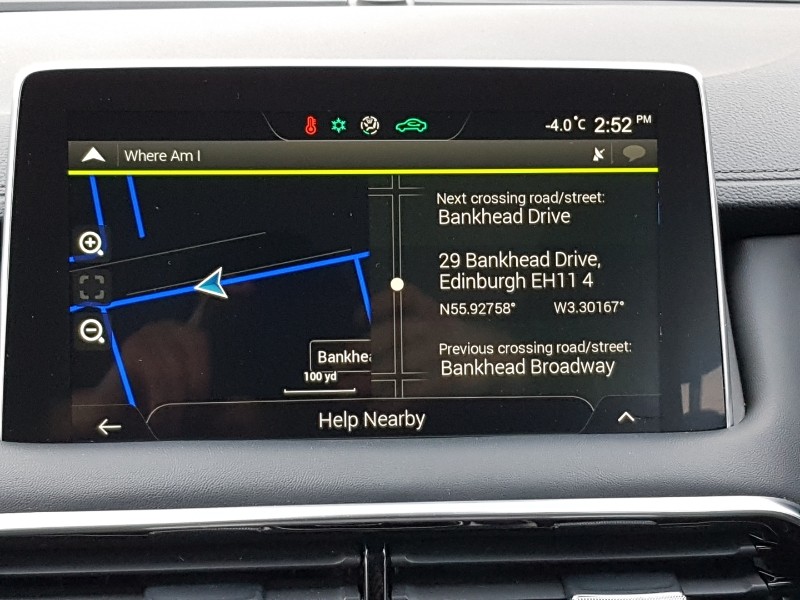 -4.0°C 2:52 PM
Where Am I
Next crossing road/street:
Bankhead Drive
29 Bankhead Drive,
Edinburgh EH11 4
N55.92758° W3.30167°
Previous crossing road/street:
Bankhead Broadway
Bankhea
100 yd
Help Nearby